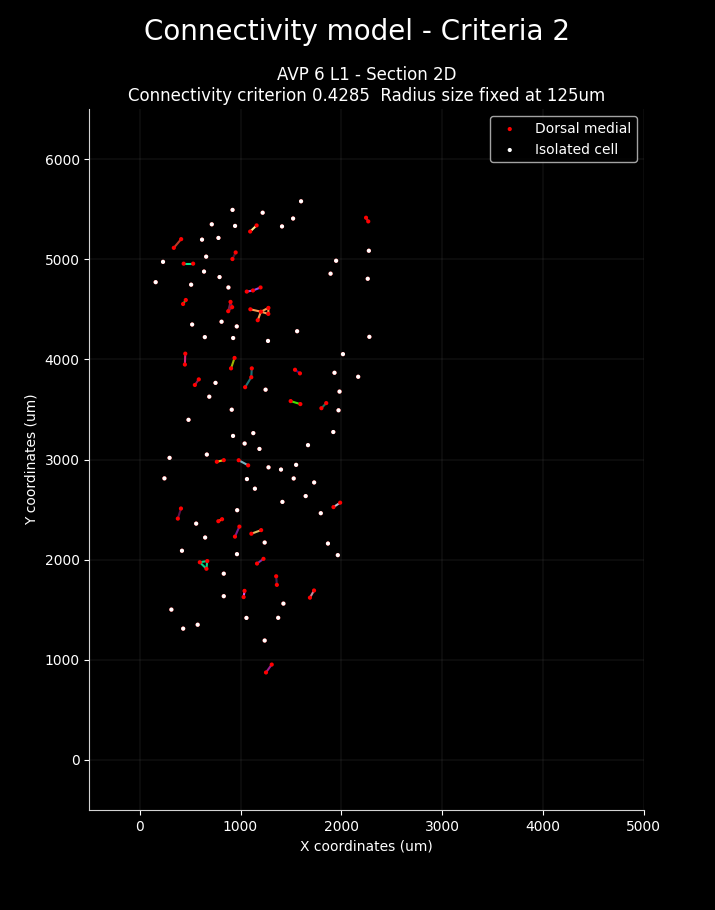 Connectivity model - Criteria 2
AVP 6 L1 - Section 2D
Connectivity criterion 0.4285  Radius size fixed at 125um
Dorsal medial
Isolated cell
6000
5000
4000
3000
2000
1000
0
Y coordinates (um)
0 1000 2000 3000 4000 5000
X coordinates (um)